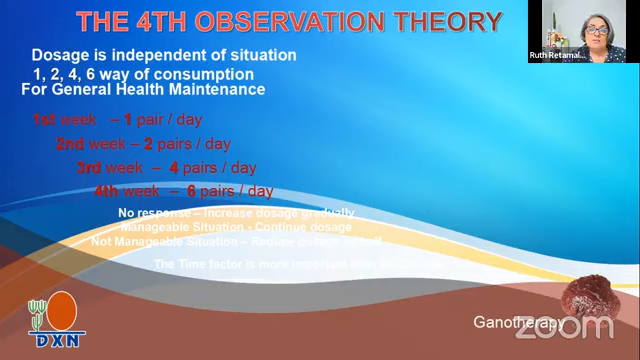 THE 4TH OBSERVATION THEORY
Dosage is independent of situation
1, 2, 4, 6 way of consumption
For General Health Maintenance
1st week – 1 pair / day
2nd week – 2 pairs / day
3rd week – 4 pairs / day
4th week – 6 pairs / day
No response – Increase dosage gradually
Manageable Situation - Continue dosage
Not Manageable Situation – Reduce dosage
The Time factor is more important than
Ganotherapy
DXN
Ruth Retamal...
zoom